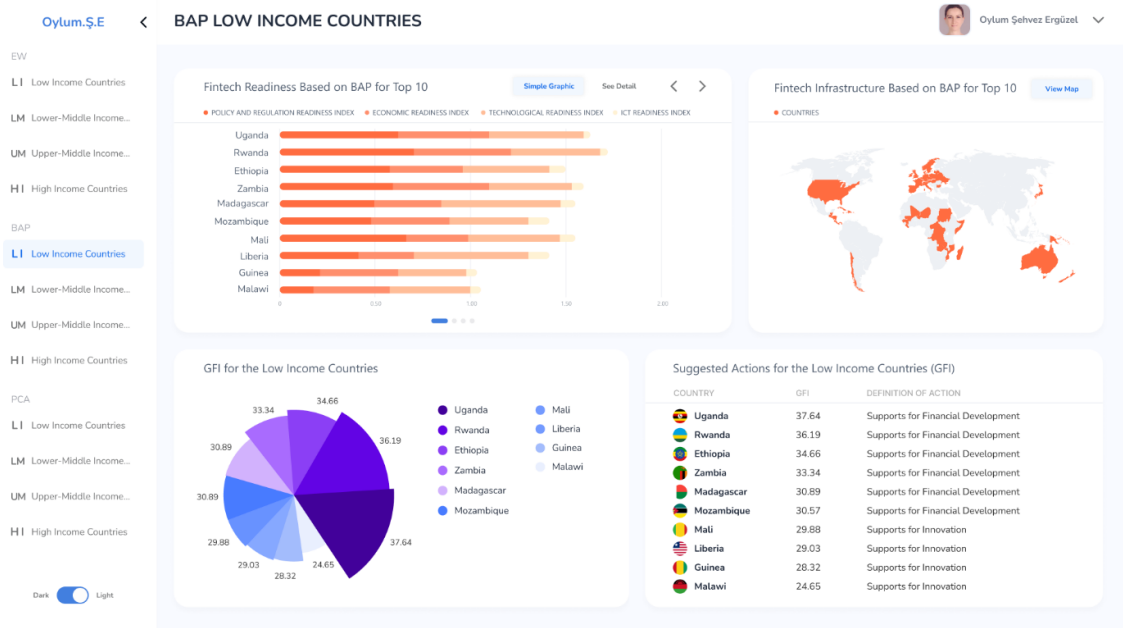 Oylum.Ş.E
BAP LOW INCOME COUNTRIES
Oylum Şehvez Ergüzel
EW
LI Low Income Countries
LM Lower-Middle Income...
UM Upper-Middle Income...
HI High Income Countries
BAP
LI Low Income Countries
LM Lower-Middle Income...
UM Upper-Middle Income...
HI High Income Countries
PCA
LI Low Income Countries
LM Lower-Middle Income...
UM Upper-Middle Income...
HI High Income Countries
Dark Light
Fintech Readiness Based on BAP for Top 10
Simple Graphic See Detail
POLICY AND REGULATION READINESS INDEX ECONOMIC READINESS INDEX TECHNOLOGICAL READINESS INDEX ICT READINESS INDEX
Uganda
Rwanda
Ethiopia
Zambia
Madagascar
Mozambique
Mali
Liberia
Guinea
Malawi
0 0.50 1.00 1.50 2.00
Fintech Infrastructure Based on BAP for Top 10
View Map
COUNTRIES
GFI for the Low Income Countries
34.66
33.34
36.19
30.89
30.89
29.88
37.64
29.03
24.65
28.32
Uganda
Rwanda
Ethiopia
Zambia
Madagascar
Mozambique
Mali
Liberia
Guinea
Malawi
Suggested Actions for the Low Income Countries (GFI)
COUNTRY GFI DEFINITION OF ACTION
Uganda 37.64 Supports for Financial Development
Rwanda 36.19 Supports for Financial Development
Ethiopia 34.66 Supports for Financial Development
Zambia 33.34 Supports for Financial Development
Madagascar 30.89 Supports for Financial Development
Mozambique 30.57 Supports for Financial Development
Mali 29.88 Supports for Innovation
Liberia 29.03 Supports for Innovation
Guinea 28.32 Supports for Innovation
Malawi 24.65 Supports for Innovation